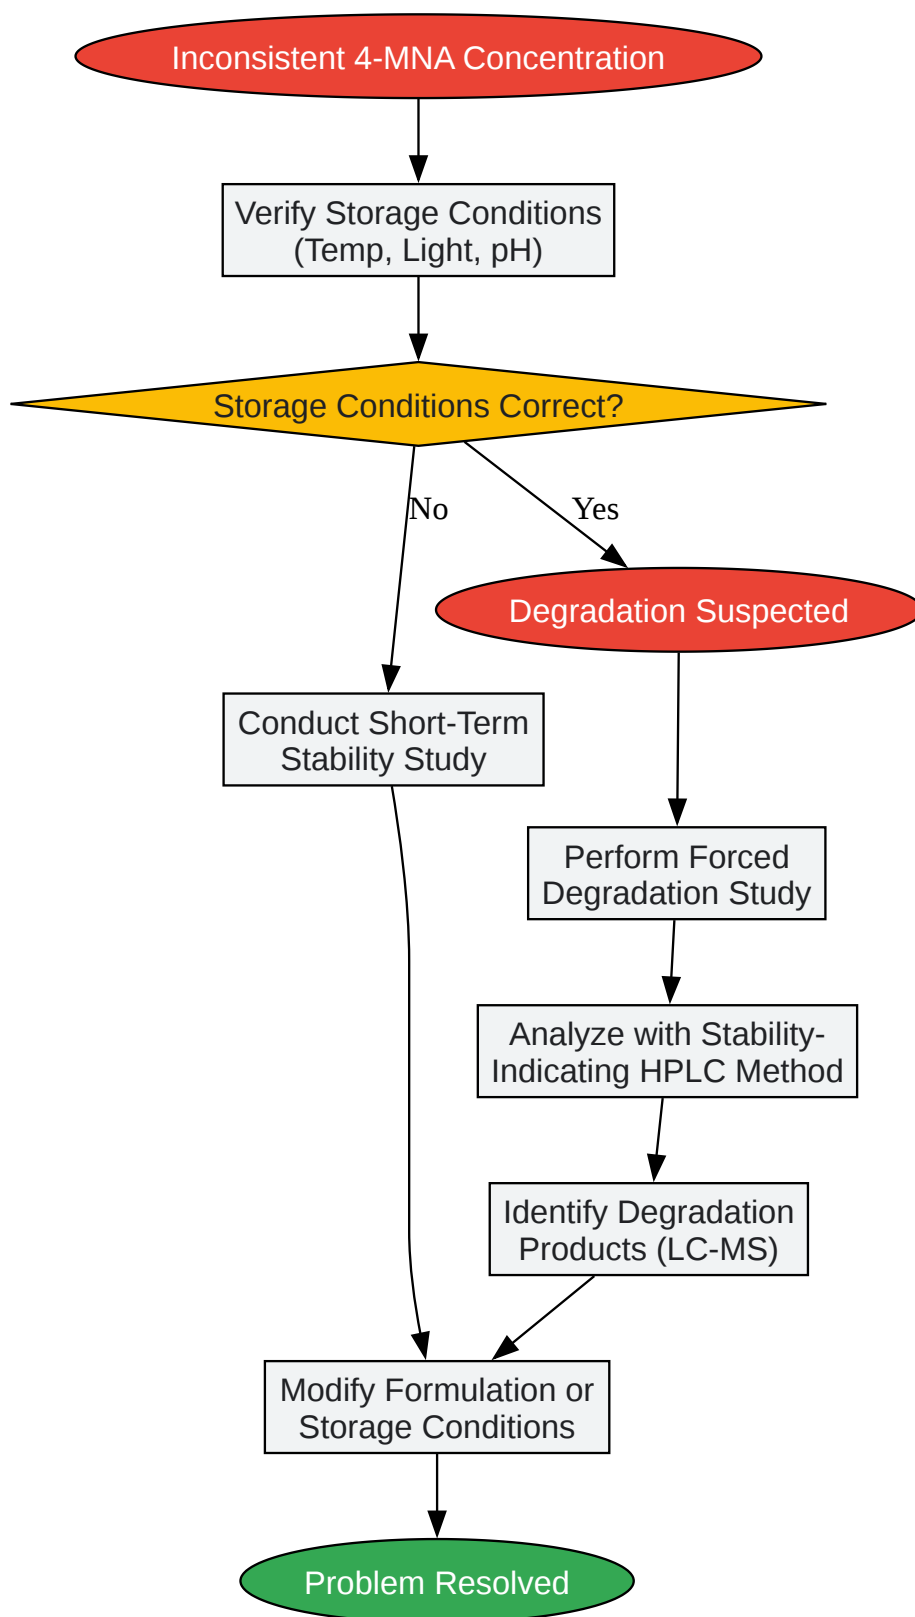 Inconsistent 4-MNA Concentration
Verify Storage Conditions
(Temp, Light, pH)
Storage Conditions Correct?
No
Yes
Degradation Suspected
Conduct Short-Term
Stability Study
Perform Forced
Degradation Study
Analyze with Stability-
Indicating HPLC Method
Identify Degradation
Products (LC-MS)
Modify Formulation or
Storage Conditions
Problem Resolved